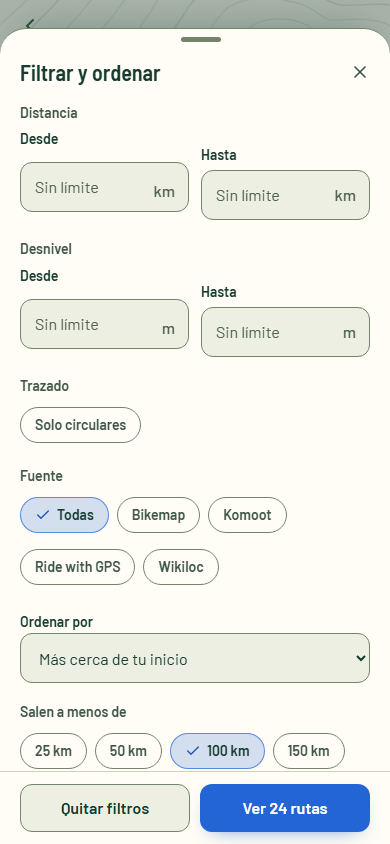 Filtrar y ordenar
Distancia
Desde
Hasta
Sin límite km
Sin límite km
Desnivel
Desde
Hasta
Sin límite m
Sin límite m
Trazado
Solo circulares
Fuente
Todas Bikemap Komoot
Ride with GPS Wikiloc
Ordenar por
Más cerca de tu inicio
Salen a menos de
25 km 50 km 100 km 150 km
Quitar filtros Ver 24 rutas